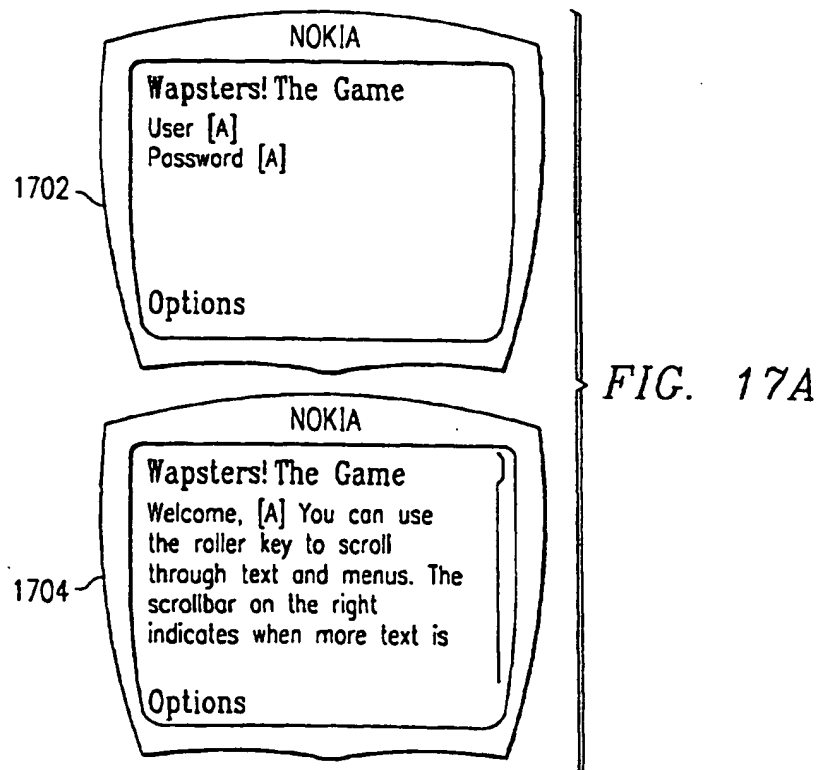 NOKIA
Wapsters! The Game
User [A]
Password [A]
1702
Options
FIG. 17A
NOKIA
Wapsters! The Game
Welcome, [A] You can use
the roller key to scroll
through text and menus. The
scrollbar on the right
indicates when more text is
1704
Options